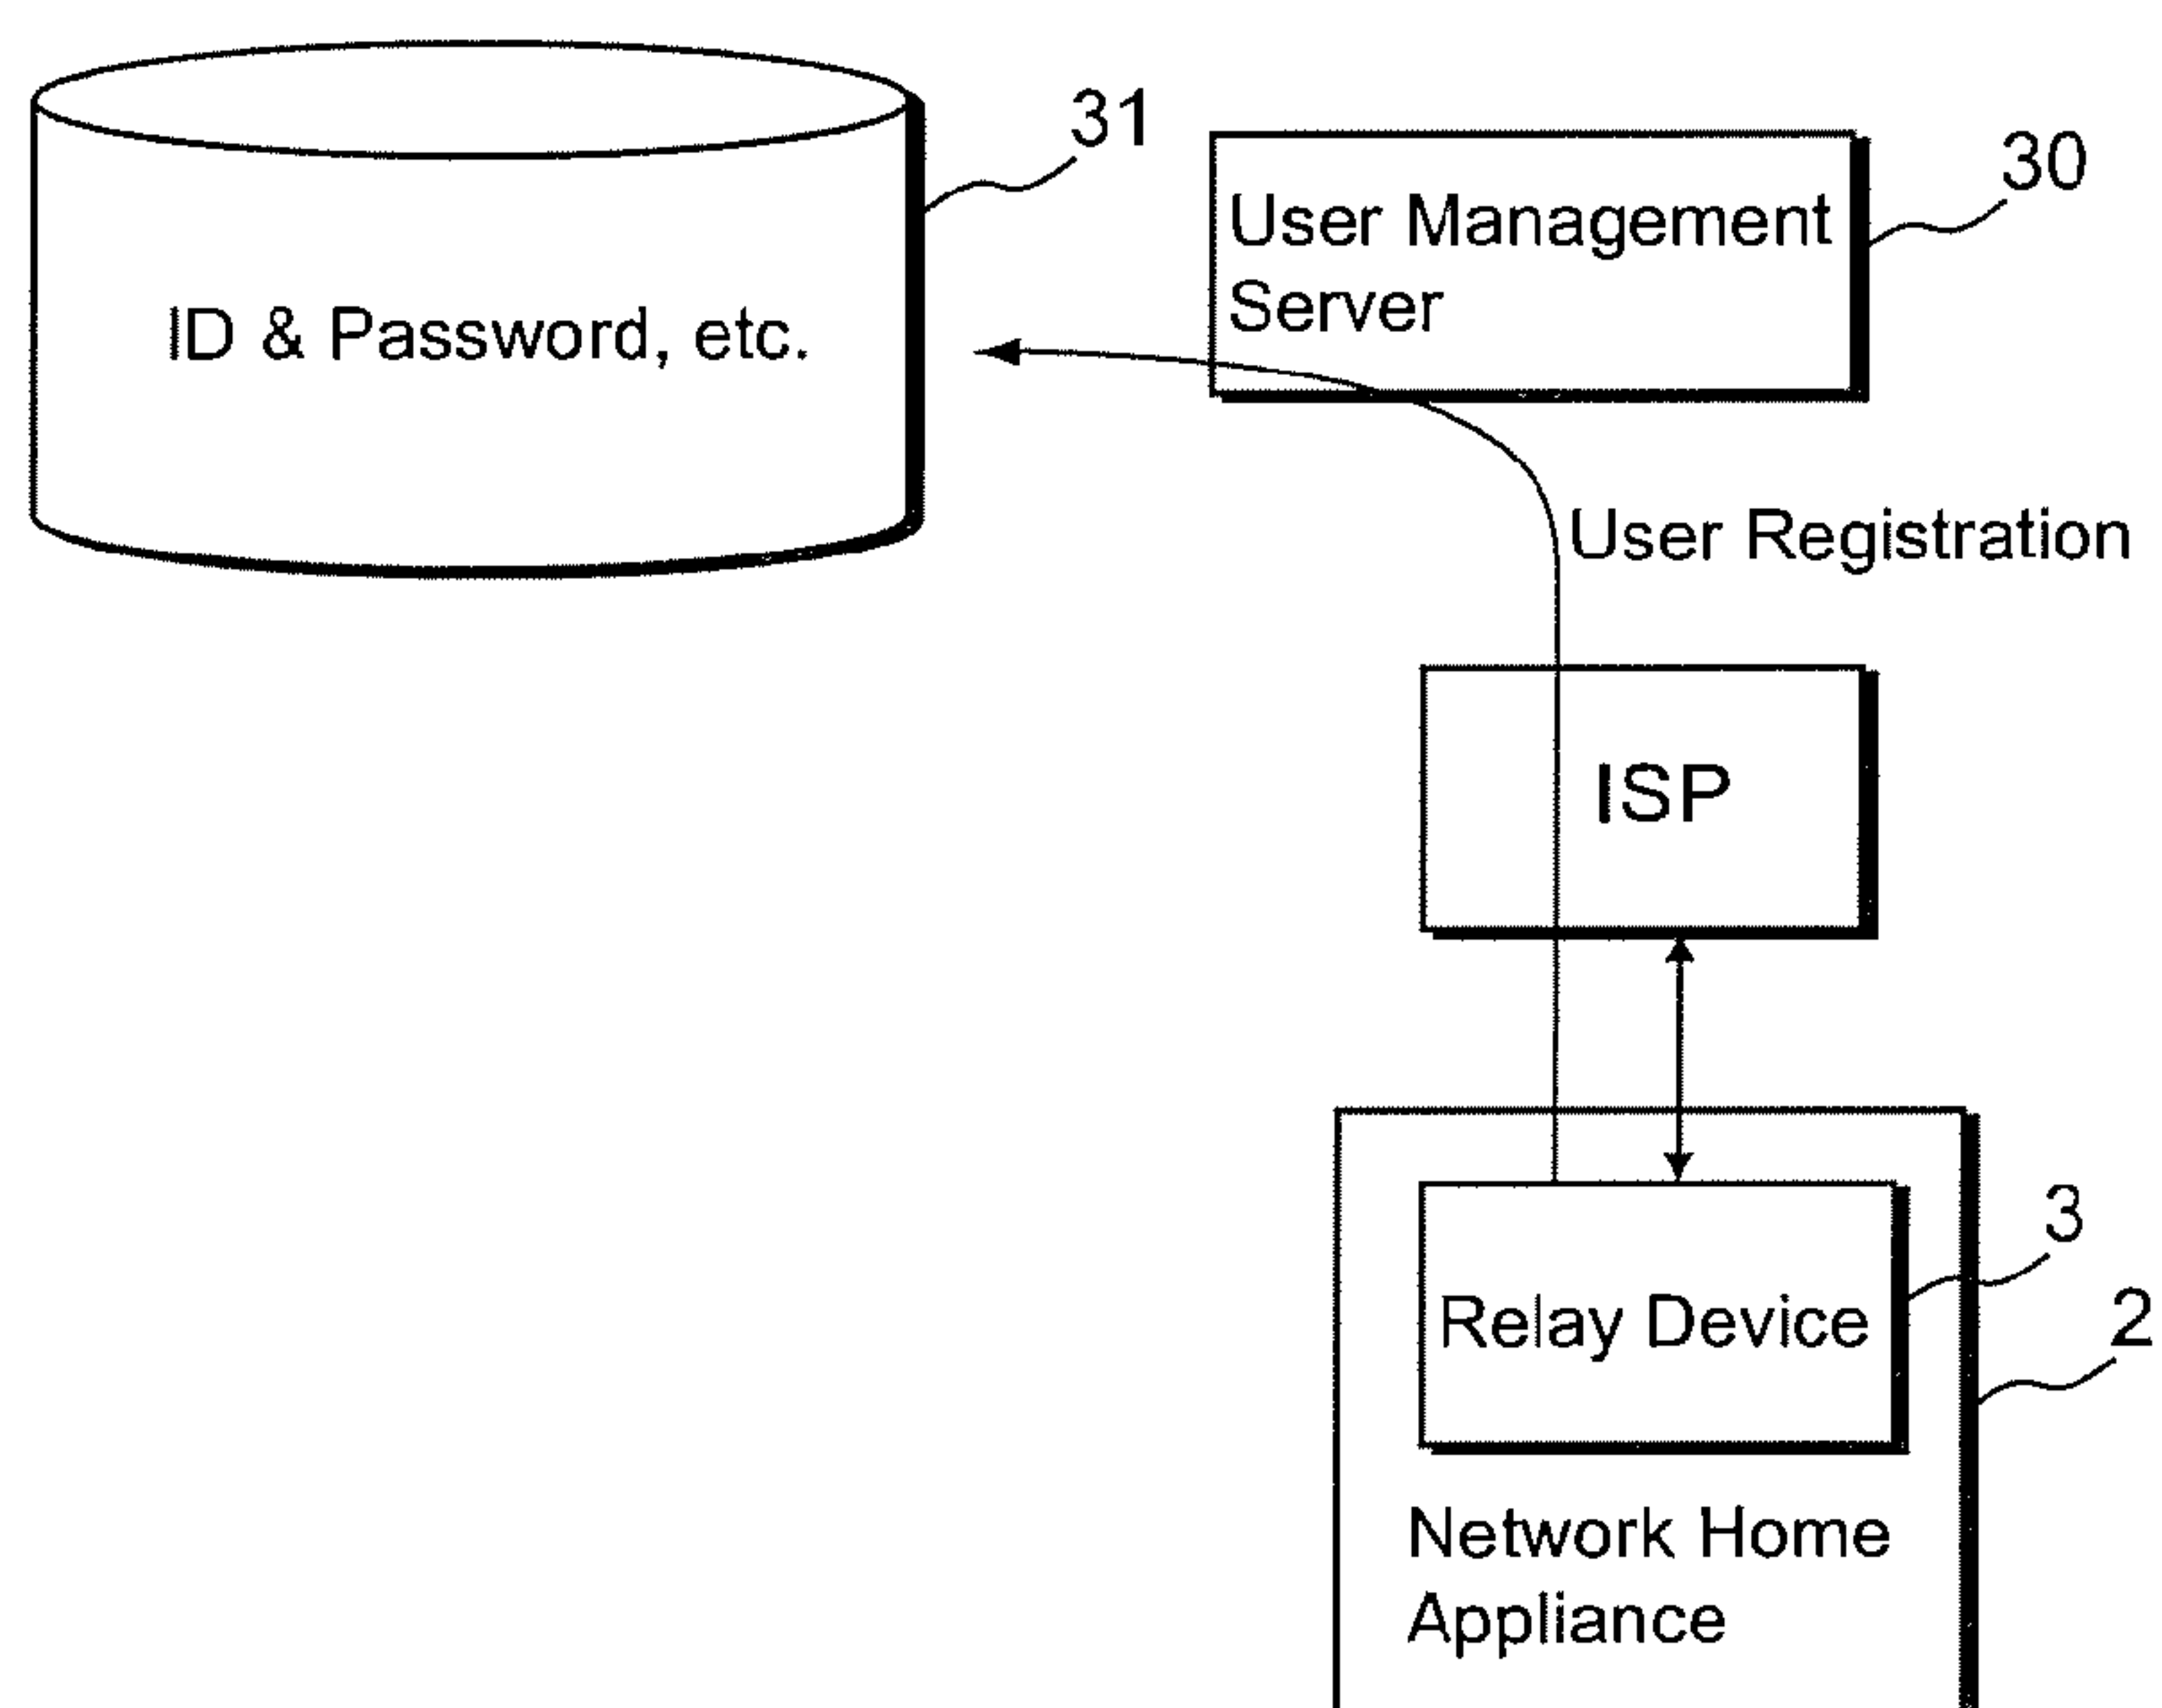 31
30
User Management
Server
ID & Password, etc.
User Registration
ISP
3
Relay Device
2
Network Home
Appliance